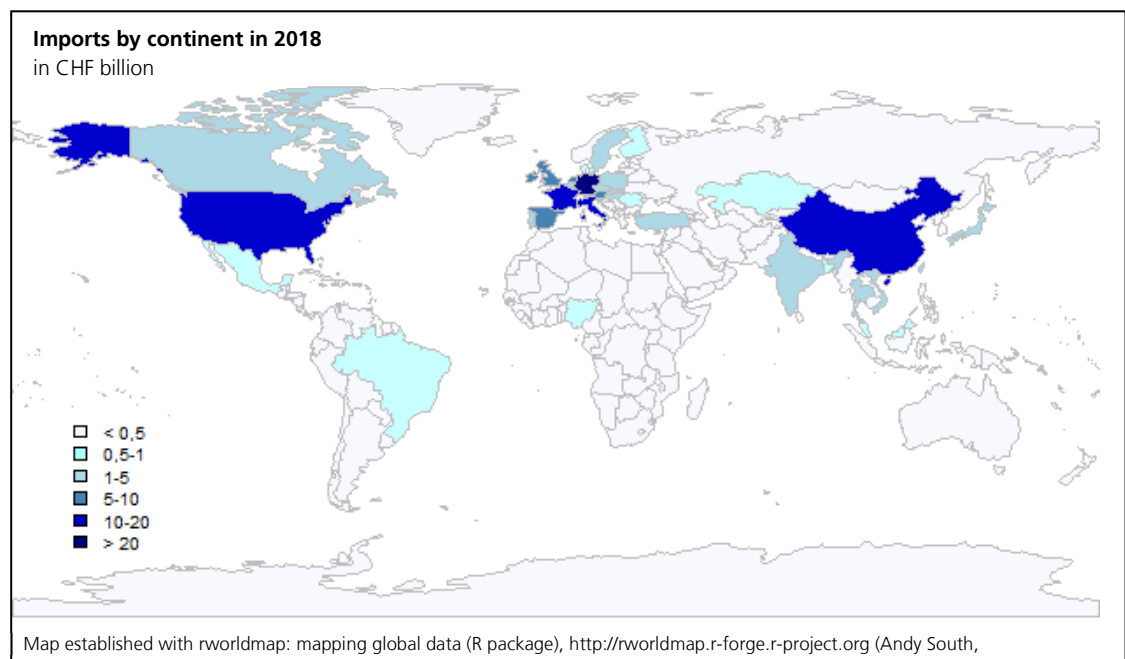 Imports by continent in 2018
in CHF billion
< 0,5
0,5-1
1-5
5-10
10-20
> 20
Map established with rworldmap: mapping global data (R package), http://rworldmap.r-forge.r-project.org (Andy South,